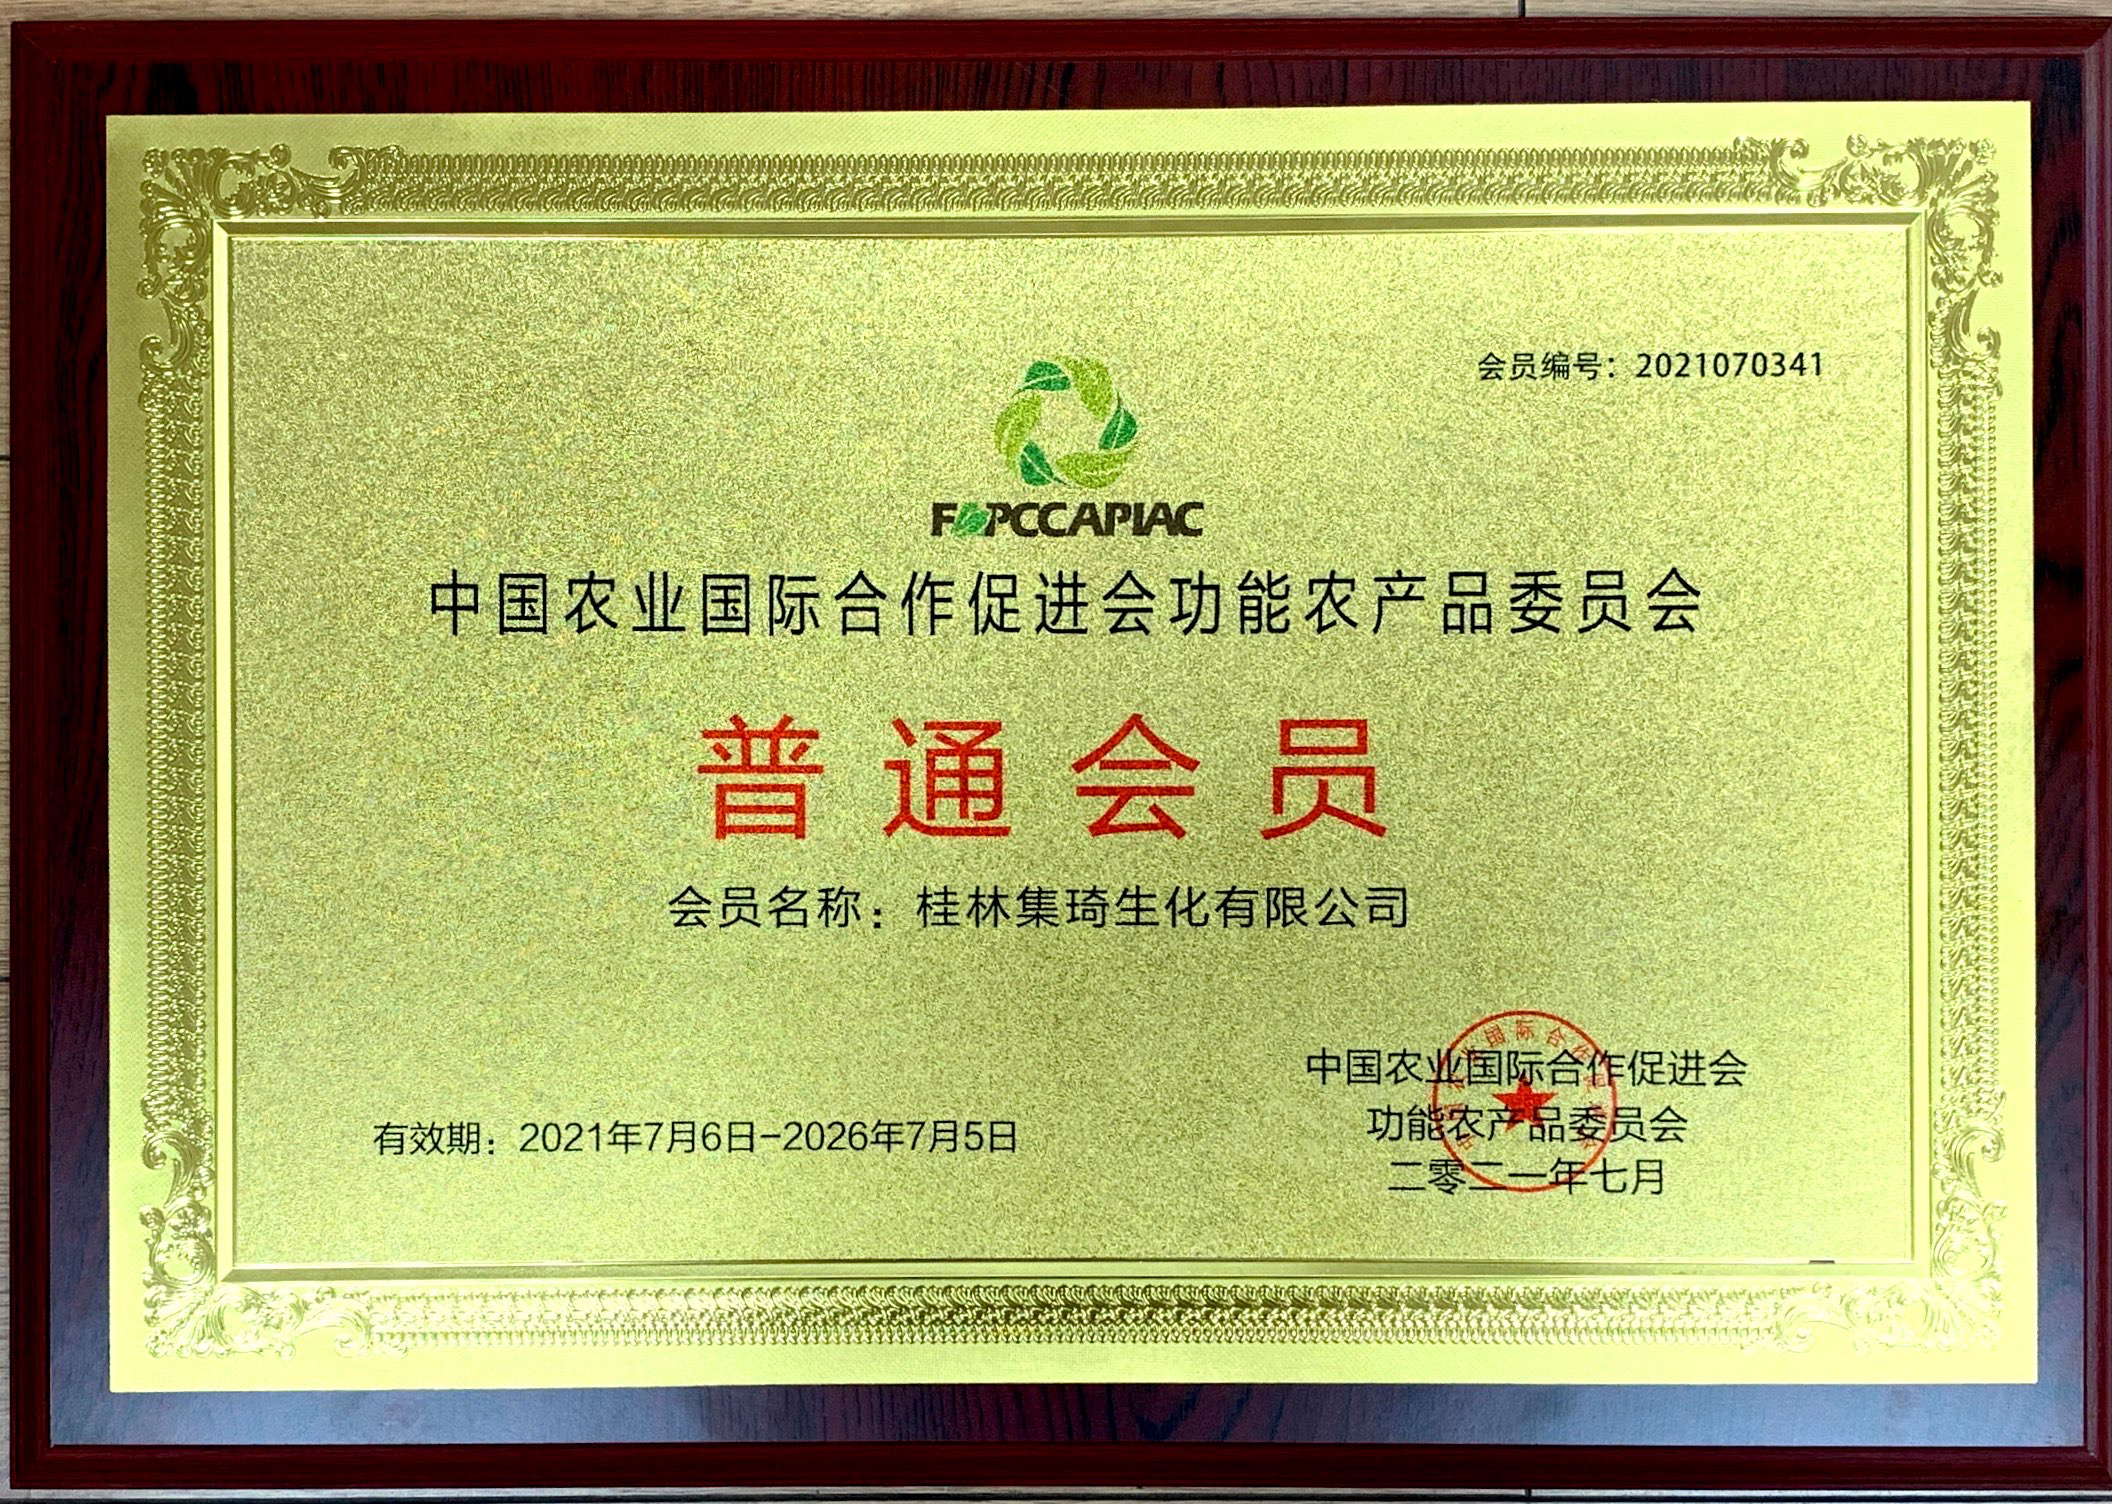 会员编号：2021070341
FAPCCAPIAC
中国农业国际合作促进会功能农产品委员会
普通会员
会员名称：桂林集琦生化有限公司
有效期：2021年7月6日-2026年7月5日
中国农业国际合作促进会
功能农产品委员会
二零二一年七月